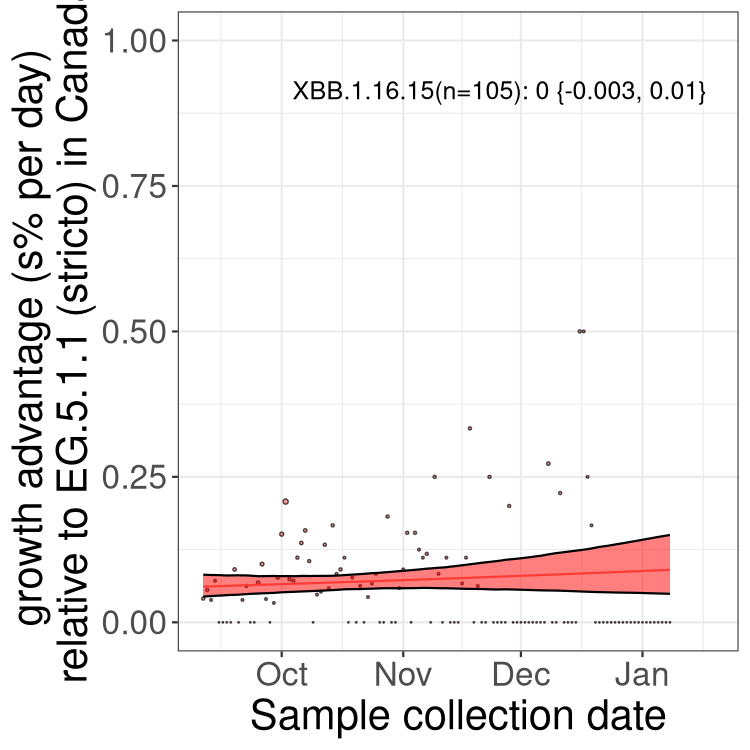 growth advantage (s% per day)
relative to EG.5.1.1 (stricto) in Canada
1.00
0.75
0.50
0.25
0.00
XBB.1.16.15(n=105): 0 {-0.003, 0.01}
Oct
Nov
Dec
Jan
Sample collection date